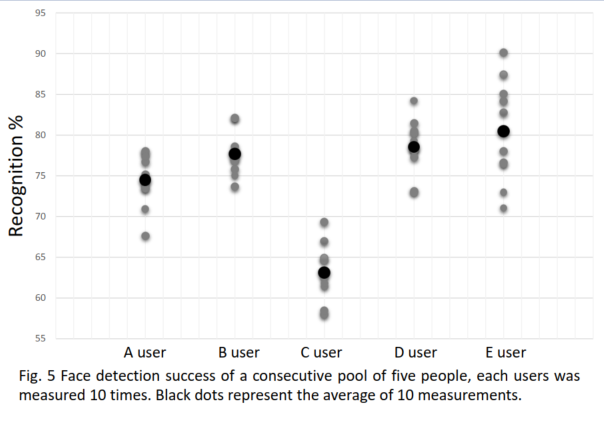 95
90
85
80
75
70
65
60
55
Recognition %
A user
B user
C user
D user
E user
Fig. 5 Face detection success of a consecutive pool of five people, each users was
measured 10 times. Black dots represent the average of 10 measurements.